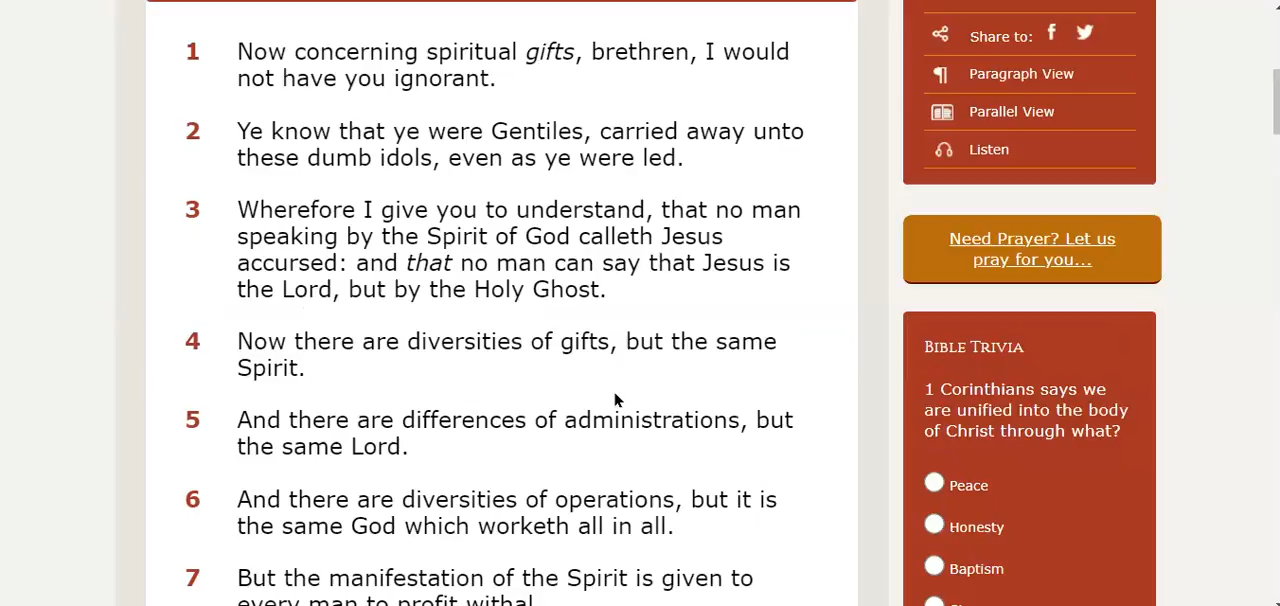 1 Now concerning spiritual gifts, brethren, I would
not have you ignorant.
2 Ye know that ye were Gentiles, carried away unto
these dumb idols, even as ye were led.
3 Wherefore I give you to understand, that no man
speaking by the Spirit of God calleth Jesus
accursed: and that no man can say that Jesus is
the Lord, but by the Holy Ghost.
4 Now there are diversities of gifts, but the same
Spirit.
5 And there are differences of administrations, but
the same Lord.
6 And there are diversities of operations, but it is
the same God which worketh all in all.
7 But the manifestation of the Spirit is given to
every man to profit withal.
Share to:
Paragraph View
Parallel View
Listen
Need Prayer? Let us
pray for you...
Bible Trivia
1 Corinthians says we
are unified into the body
of Christ through what?
Peace
Honesty
Baptism